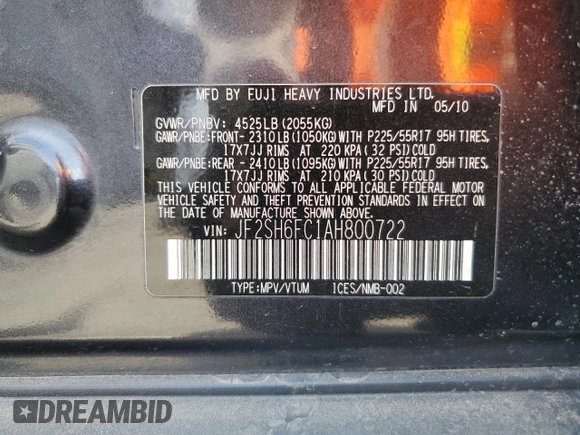 MFD BY FUJI HEAVY INDUSTRIES LTD.
MFD IN 05/10
GVWR/PNBV: 4525LB(2055KG)
GAWR/PNBE:FRONT-2310LB(1050KG)WITH P225/55R17 95H TIRES,
17X7JJ RIMS AT 220 KPA(32 PSI)COLD
GAWR/PNBE:REAR -2410LB(1095KG)WITH P225/55R17 95H TIRES,
17X7JJ RIMS AT 210 KPA(30 PSI)COLD
THIS VEHICLE CONFORMS TO ALL APPLICABLE FEDERAL MOTOR
VEHICLE SAFETY AND THEFT PREVENTION STANDARDS IN EFFECT
ON THE DATE OF MANUFACTURE SHOWN ABOVE.
VIN: JF2SH6FC1AH800722
TYPE:MPV/VTUM ICES/NMB-002
DREAMBID